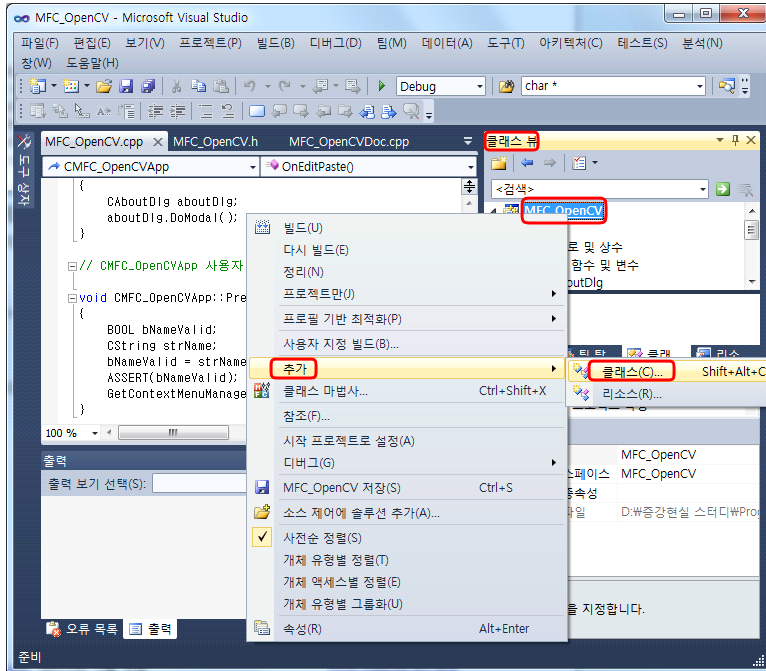 MFC_OpenCV - Microsoft Visual Studio
파일(F) 편집(E) 보기(V) 프로젝트(P) 빌드(B) 디버그(D) 팀(M) 데이터(A) 도구(T) 아키텍처(C) 테스트(S) 분석(N)
창(W) 도움말(H)
Debug char *
도구 상자
MFC_OpenCV.cpp MFC_OpenCV.h MFC_OpenCVDoc.cpp
CMFC_OpenCVApp OnEditPaste()
{
CAboutDlg aboutDlg;
aboutDlg.DoModal();
}
// CMFC_OpenCVApp 사용자
void CMFC_OpenCVApp::Pre
{
BOOL bNameValid;
CString strName;
bNameValid = strName
ASSERT(bNameValid);
GetContextMenuManage
}
100 %
클래스 뷰
<검색>
MFC_OpenCV
로 및 상수
함수 및 변수
outDlg
빌드(U)
다시 빌드(E)
정리(N)
프로젝트만(J)
프로필 기반 최적화(P)
사용자 지정 빌드(B)...
추가
클래스 마법사... Ctrl+Shift+X
참조(F)...
시작 프로젝트로 설정(A)
디버그(G)
MFC_OpenCV 저장(S) Ctrl+S
소스 제어에 솔루션 추가(A)...
사전순 정렬(S)
개체 유형별 정렬(T)
개체 액세스별 정렬(E)
개체 유형별 그룹화(U)
속성(R) Alt+Enter
클래스(C)... Shift+Alt+C
리소스(R)...
MFC_OpenCV
스페이스 MFC_OpenCV
종속성
파일 D:\증강현실 스터디\Prog
을 지정합니다.
출력
출력 보기 선택(S):
오류 목록 출력
준비